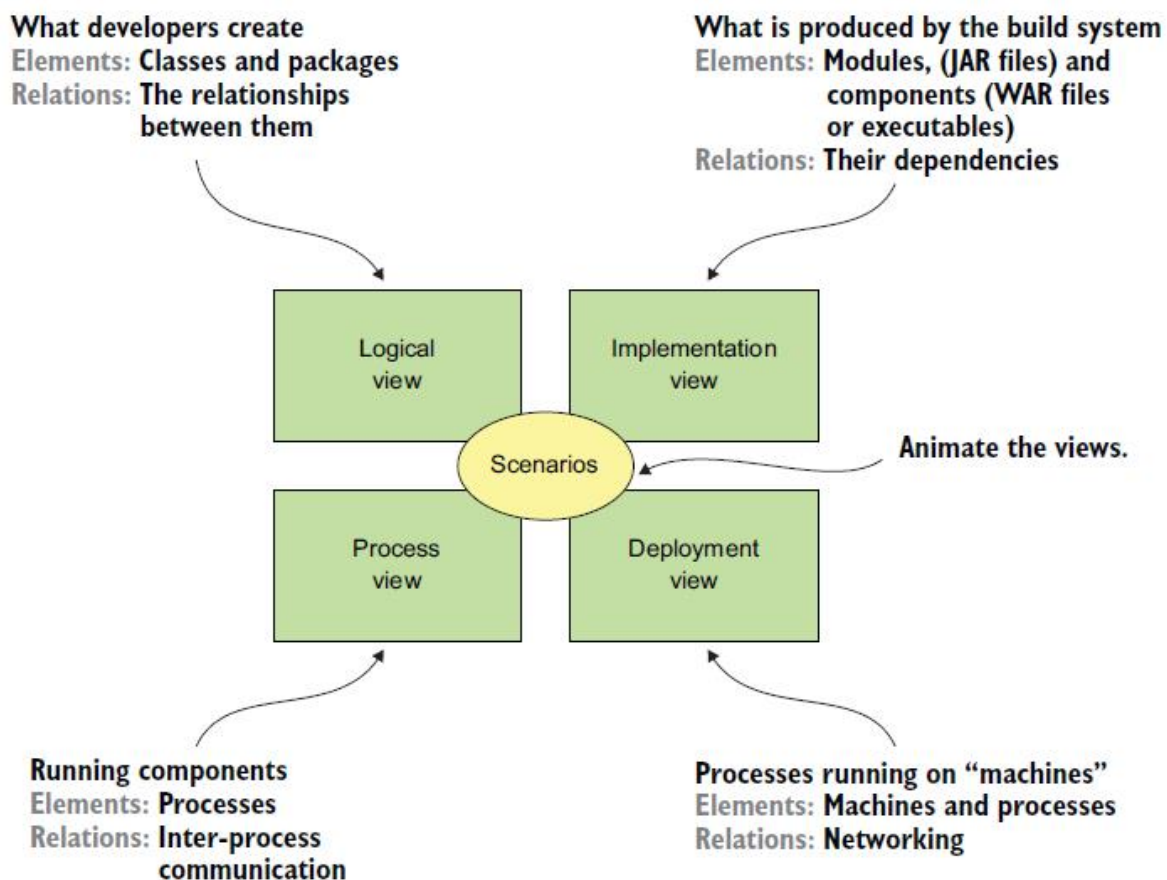 What developers create
Elements: Classes and packages
Relations: The relationships
between them
What is produced by the build system
Elements: Modules, (JAR files) and
components (WAR files
or executables)
Relations: Their dependencies
Logical
view
Implementation
view
Scenarios
Animate the views.
Process
view
Deployment
view
Running components
Elements: Processes
Relations: Inter-process
communication
Processes running on “machines”
Elements: Machines and processes
Relations: Networking